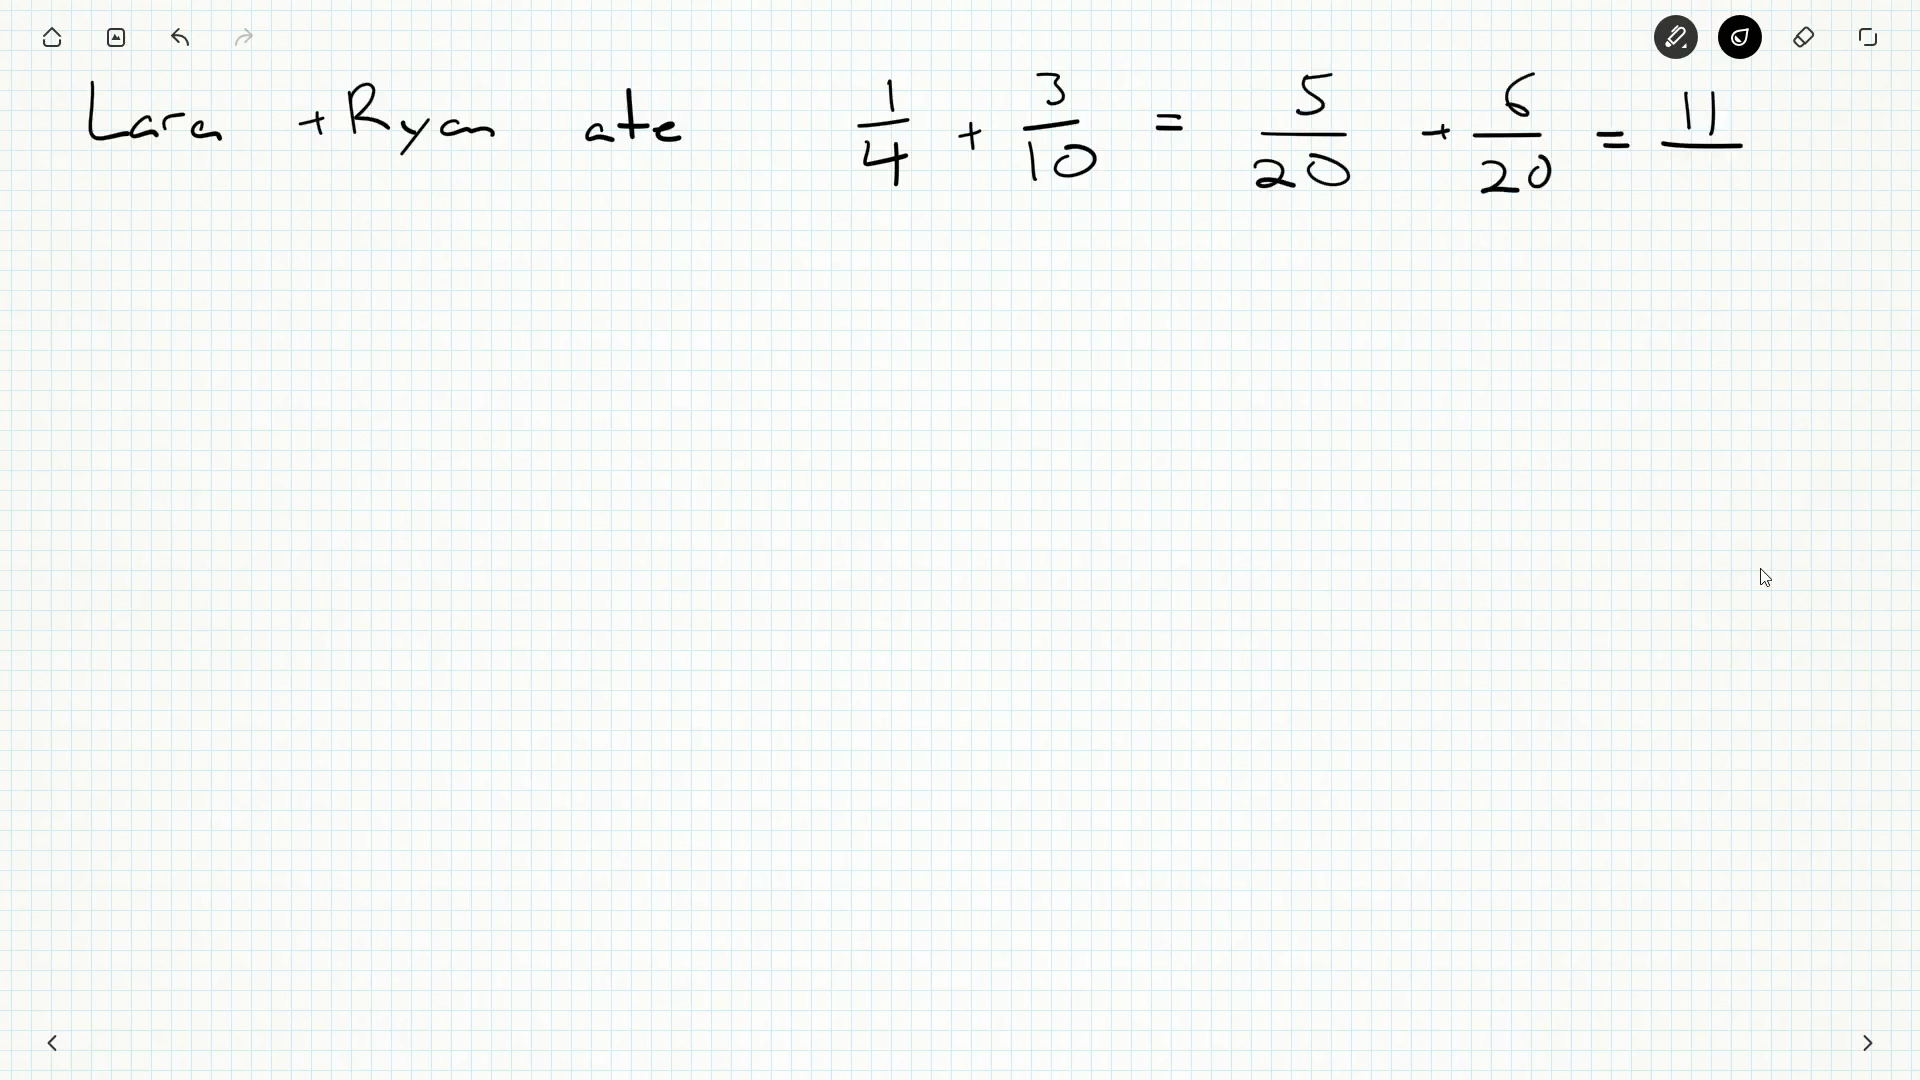 Lara + Ryan ate 1/4 + 3/10 = 5/20 + 6/20 = 11/